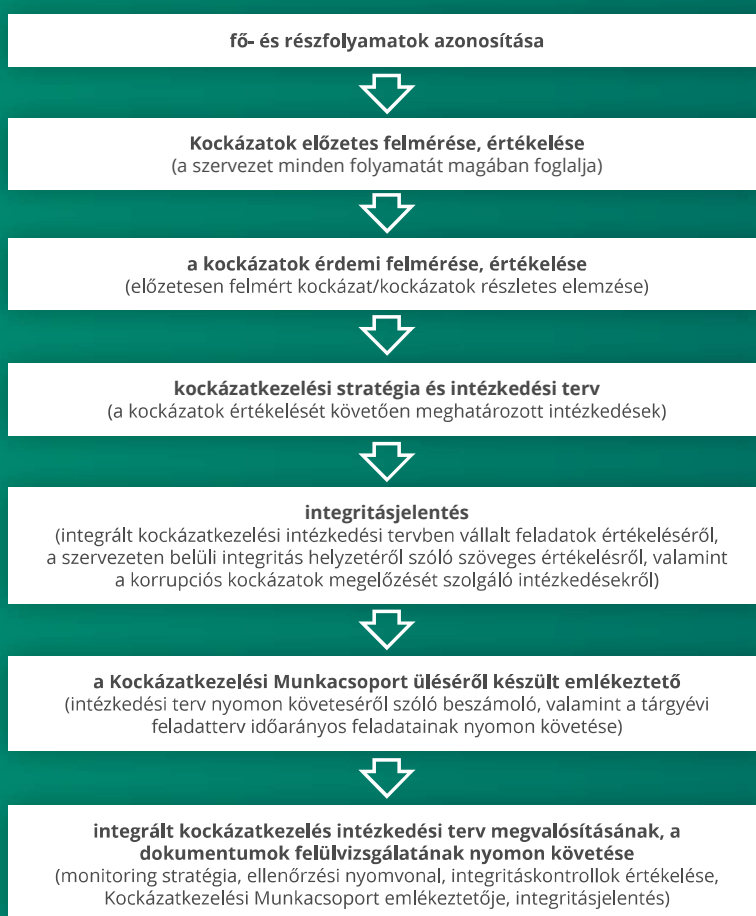 fő- és részfolyamatok azonosítása
Kockázatok előzetes felmérése, értékelése
(a szervezet minden folyamatát magában foglalja)
a kockázatok érdemi felmérése, értékelése
(előzetesen felmért kockázat/kockázatok részletes elemzése)
kockázatkezelési stratégia és intézkedési terv
(a kockázatok értékelését követően meghatározott intézkedések)
integritásjelentés
(integrált kockázatkezelési intézkedési tervben vállalt feladatok értékeléséről,
a szervezeten belüli integritás helyzetéről szóló szöveges értékelésről, valamint
a korrupciós kockázatok megelőzését szolgáló intézkedésekről)
a Kockázatkezelési Munkacsoport üléséről készült emlékeztető
(intézkedési terv nyomon követeséről szóló beszámoló, valamint a tárgyévi
feladatterv időarányos feladatainak nyomon követése)
integrált kockázatkezelés intézkedési terv megvalósításának, a
dokumentumok felülvizsgálatának nyomon követése
(monitoring stratégia, ellenőrzési nyomvonal, integritáskontrollok értékelése,
Kockázatkezelési Munkacsoport emlékeztetője, integritásjelentés)